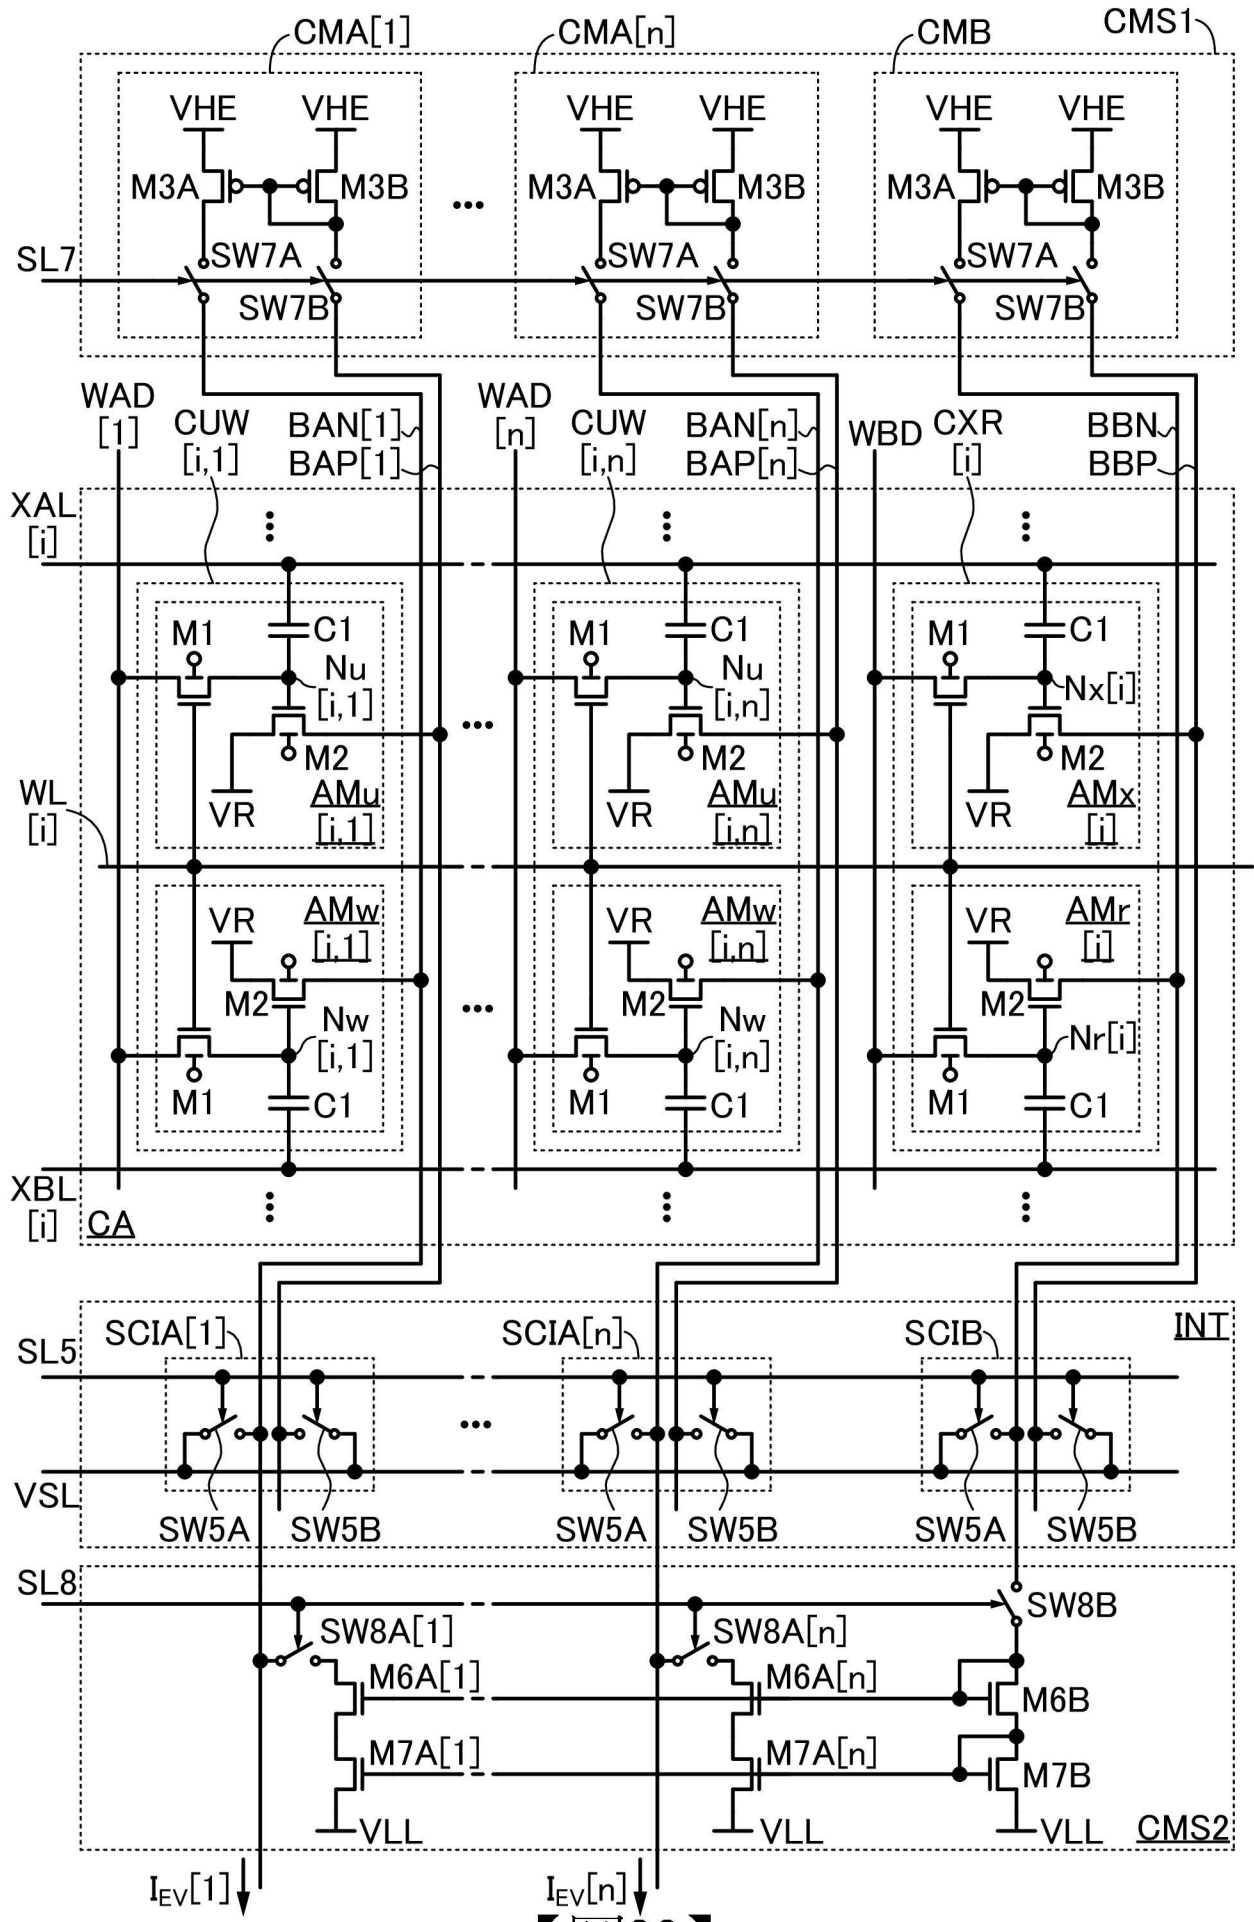 CMA[1] CMA[n] CMB CMS1
VHE VHE VHE VHE VHE VHE
M3A M3B M3A M3B M3A M3B
...
SL7 SW7A SW7A SW7A
SW7B SW7B SW7B
WAD [1] CUW [i,1] BAN[1] BAP[1] WAD [n] CUW [i,n] BAN[n] BAP[n] WBD CXR [i] BBN BBP
XAL [i]
M1 C1 M1 C1 M1 C1
Nu [i,1] Nu [i,n] Nx[i]
...
M2 M2 M2
VR AMu [i,1] VR AMu [i,n] VR AMx [i]
WL [i]
VR AMw [i,1] VR AMw [i,n] VR AMr [i]
M2 M2 M2
...
Nw [i,1] Nw [i,n] Nr[i]
M1 C1 M1 C1 M1 C1
XBL [i] CA
SCIA[1] SCIA[n] SCIB INT
SL5
...
VSL
SW5A SW5B SW5A SW5B SW5A SW5B
SL8 SW8B
SW8A[1] SW8A[n]
M6A[1] M6A[n] M6B
M7A[1] M7A[n] M7B
VLL VLL VLL CMS2
IEV[1] IEV[n]